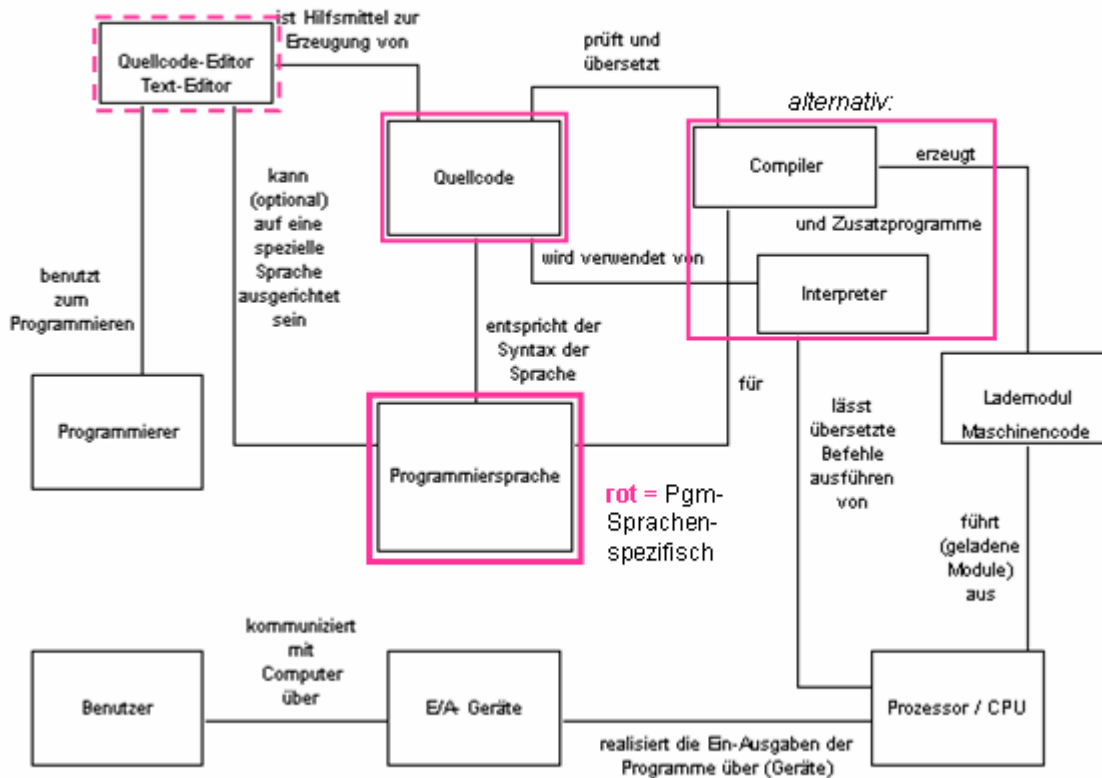 ist Hilfsmittel zur
Erzeugung von
Quellcode-Editor
Text-Editor
prüft und
übersetzt
alternativ:
Quellcode
Compiler
erzeugt
kann
(optional)
auf eine
spezielle
Sprache
ausgerichtet
sein
und Zusatzprogramme
wird verwendet von
Interpreter
benutzt
zum
Programmieren
entspricht der
Syntax der
Sprache
für
lässt
übersetzte
Befehle
ausführen
von
Lademodul
Maschinencode
Programmierer
Programmiersprache
rot = Pgm-
Sprachen-
spezifisch
führt
(geladene
Module)
aus
kommuniziert
mit
Computer
über
Benutzer
E/A- Geräte
Prozessor / CPU
realisiert die Ein-Ausgaben der
Programme über (Geräte)